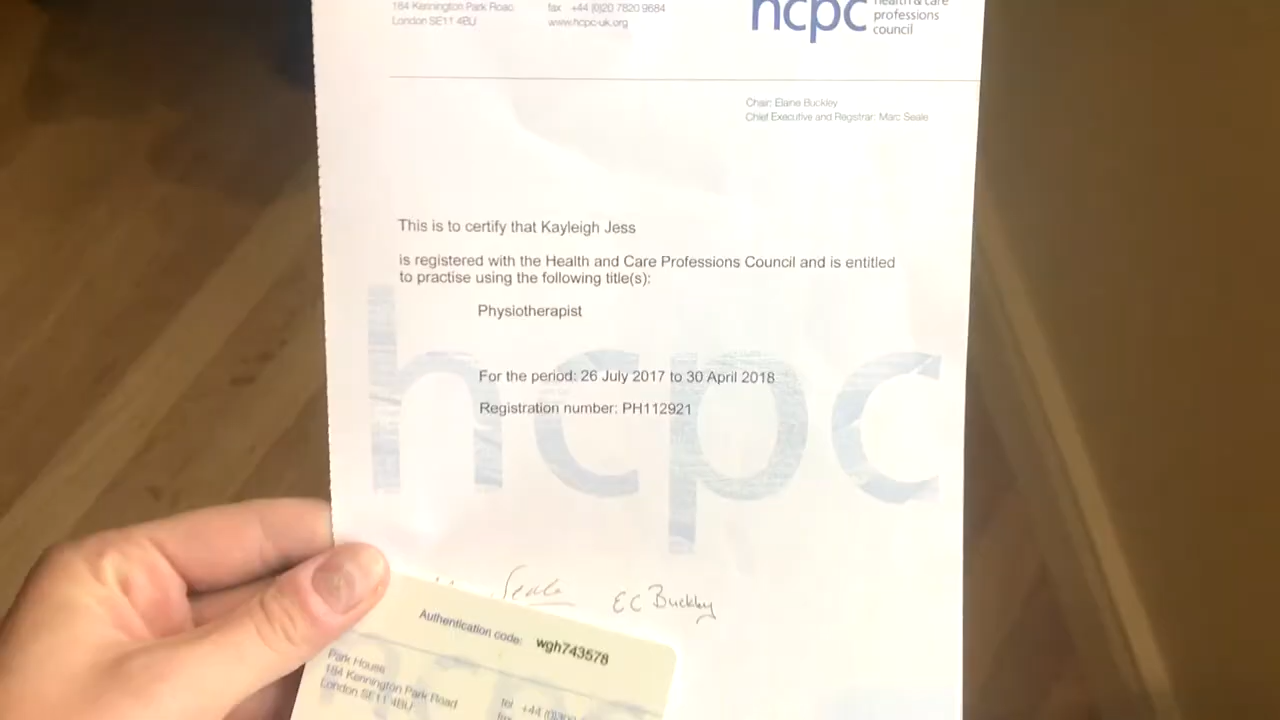 184 Kennington Park Road
London SE11 4BU
fax +44 (0)20 7820 9684
www.hcpc-uk.org
hcpc
health & care
professions
council
Chair: Elaine Buckley
Chief Executive and Registrar: Marc Seale
This is to certify that Kayleigh Jess
is registered with the Health and Care Professions Council and is entitled
to practise using the following title(s):
Physiotherapist
For the period: 26 July 2017 to 30 April 2018
Registration number: PH112921
hcpc
Seale
EC Buckley
Authentication code: wgh743578
Park House
184 Kennington Park Road
London SE11 4BU
tel +44 (0)